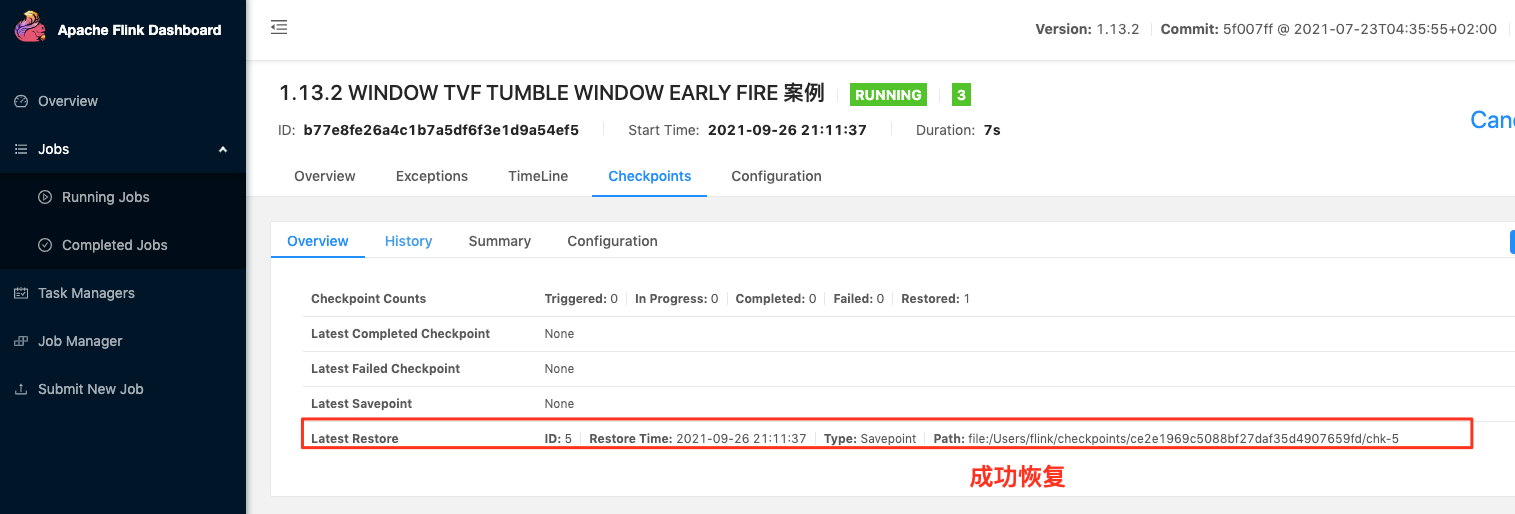 Apache Flink Dashboard
Version: 1.13.2 Commit: 5f007ff @ 2021-07-23T04:35:55+02:00
Overview
Jobs
Running Jobs
Completed Jobs
Task Managers
Job Manager
Submit New Job
1.13.2 WINDOW TVF TUMBLE WINDOW EARLY FIRE 案例 RUNNING 3
ID: b77e8fe26a4c1b7a5df6f3e1d9a54ef5 Start Time: 2021-09-26 21:11:37 Duration: 7s
Canc
Overview Exceptions TimeLine Checkpoints Configuration
Overview History Summary Configuration
Checkpoint Counts Triggered: 0 In Progress: 0 Completed: 0 Failed: 0 Restored: 1
Latest Completed Checkpoint None
Latest Failed Checkpoint None
Latest Savepoint None
Latest Restore ID: 5 Restore Time: 2021-09-26 21:11:37 Type: Savepoint Path: file:/Users/flink/checkpoints/ce2e1969c5088bf27daf35d4907659fd/chk-5
成功恢复